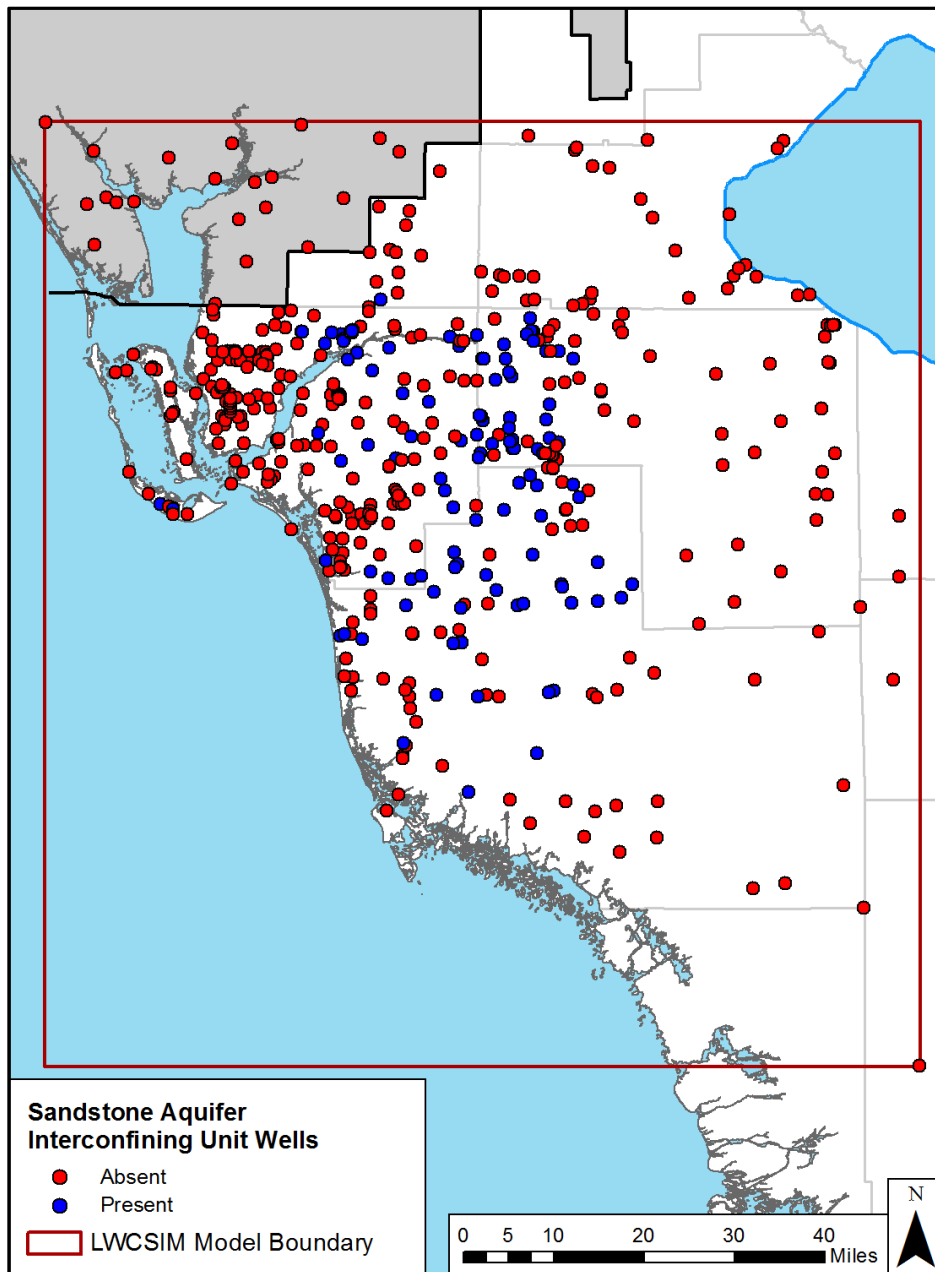 Sandstone Aquifer
Interconfining Unit Wells
Absent
Present
LWCSIM Model Boundary
N
0 5 10 20 30 40
Miles